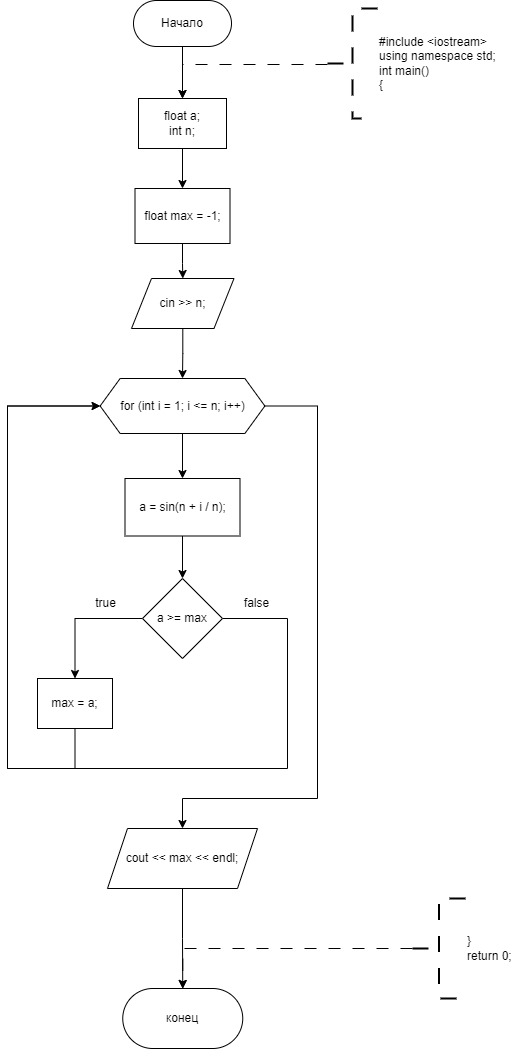 Начало
#include <iostream>
using namespace std;
int main()
{
float a;
int n;
float max = -1;
cin >> n;
for (int i = 1; i <= n; i++)
a = sin(n + i / n);
true
false
a >= max
max = a;
cout << max << endl;
}
return 0;
конец